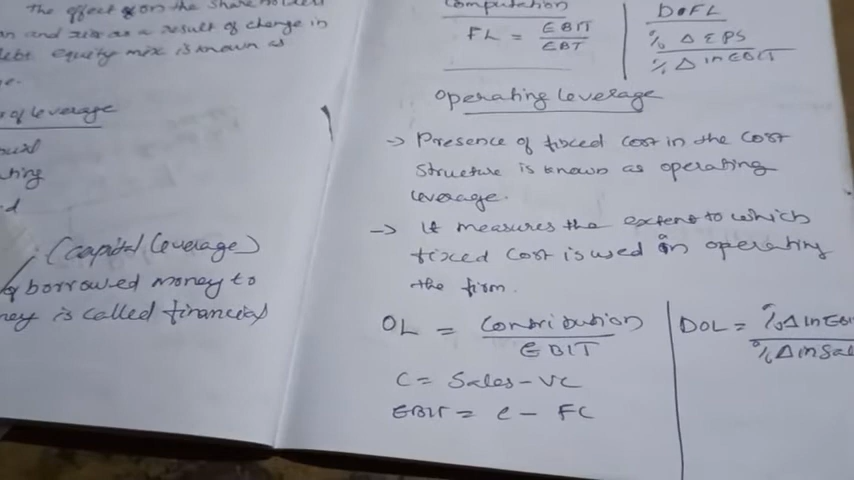 the effect on the shareholders
and as a result of change in
debt equity mix is known as
of leverage
(capital leverage)
borrowed money to
is called financial
computation
FL = EBIT / EBT
DOFL
% Δ EPS
% Δ in EBIT
operating leverage
→ Presence of fixed cost in the cost
structure is known as operating
leverage.
→ It measures the extent to which
fixed cost is used in operating
the firm.
OL = contribution / EBIT
DOL = % Δ in EBI
% Δ in Sal
C = Sales - VC
EBIT = C - FC